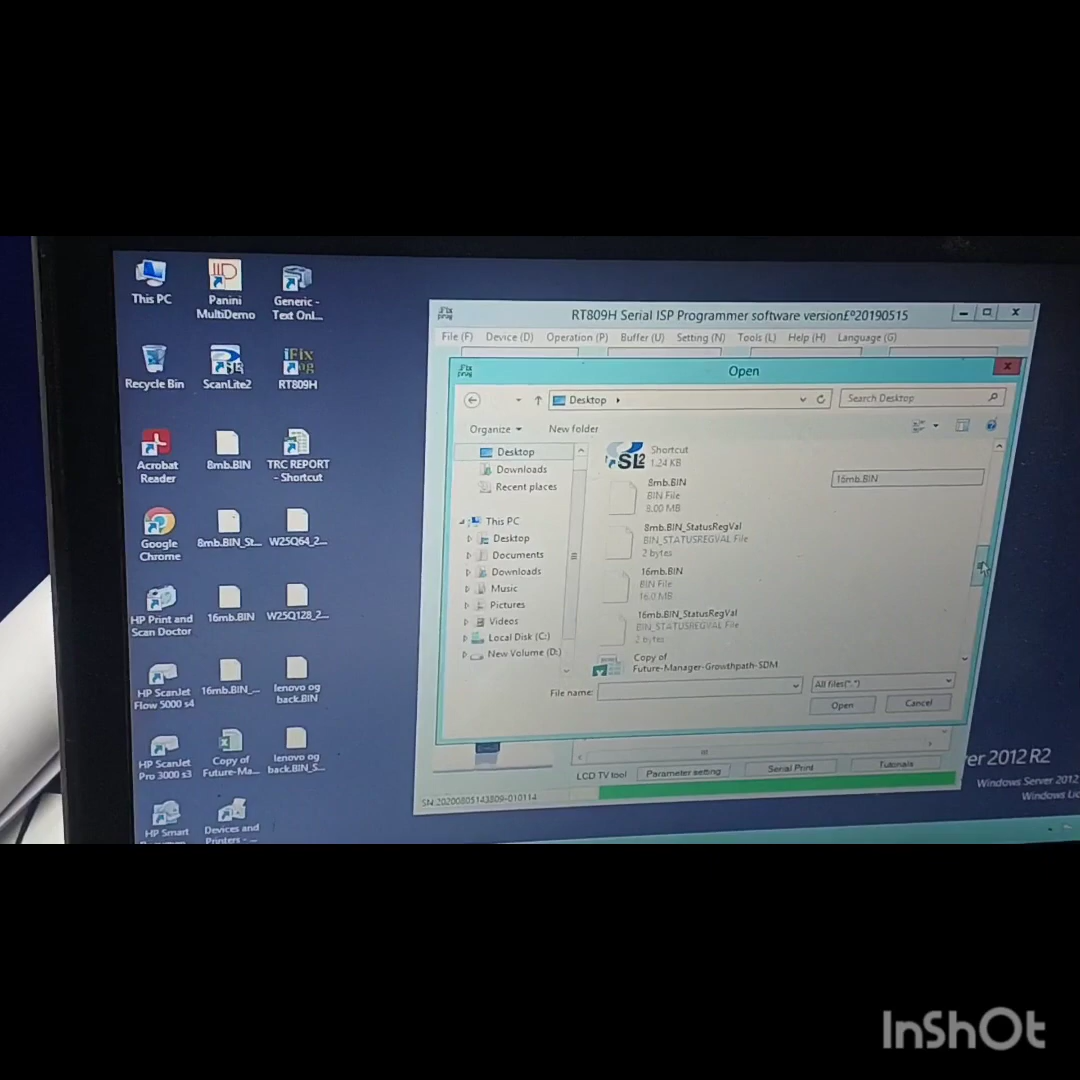 This PC
Panini
MultiDemo
Generic -
Text Onl...
Recycle Bin
ScanLite2
iFix
RT809H
Acrobat
Reader
8mb.BIN
TRC REPORT
- Shortcut
Google
Chrome
8mb.BIN_St...
W25Q64_2...
HP Print and
Scan Doctor
16mb.BIN
W25Q128_2...
HP ScanJet
Flow 5000 s4
16mb.BIN_...
lenovo og
back.BIN
HP ScanJet
Pro 3000 s3
Copy of
Future-Ma...
lenovo og
back.BIN_S...
HP Smart
Devices and
Printers - ...
RT809H Serial ISP Programmer software version£º20190515
File (F) Device (D) Operation (P) Buffer (U) Setting (N) Tools (L) Help (H) Language (G)
Open
Desktop
Search Desktop
Organize
New folder
Desktop
Downloads
Recent places
This PC
Desktop
Documents
Downloads
Music
Pictures
Videos
Local Disk (C:)
New Volume (D:)
SL2
Shortcut
1.24 KB
8mb.BIN
BIN File
8.00 MB
8mb.BIN_StatusRegVal
BIN_STATUSREGVAL File
2 bytes
16mb.BIN
BIN File
16.0 MB
16mb.BIN_StatusRegVal
BIN_STATUSREGVAL File
2 bytes
Copy of
Future-Manager-Growthpath-SDM
16mb.BIN
File name:
All files(*.*)
Open
Cancel
LCD TV tool
Parameter setting
Serial Print
Tutorials
SN:20200805143809-010114
ver 2012 R2
Windows Server 2012
Windows Lic
InShOt